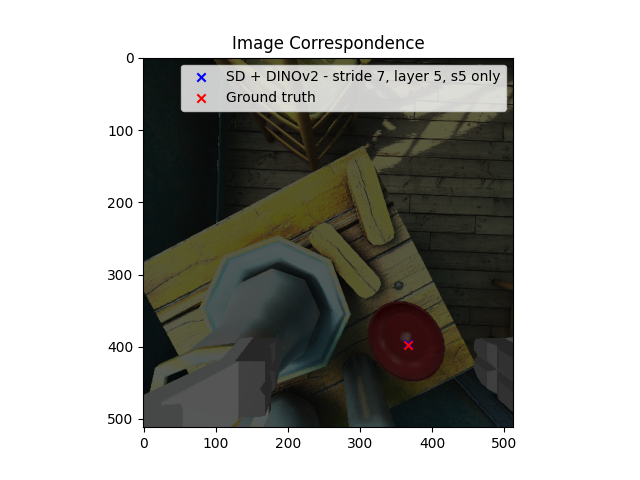 Image Correspondence
SD + DINOv2 - stride 7, layer 5, s5 only
Ground truth
0
100
200
300
400
500
0 100 200 300 400 500